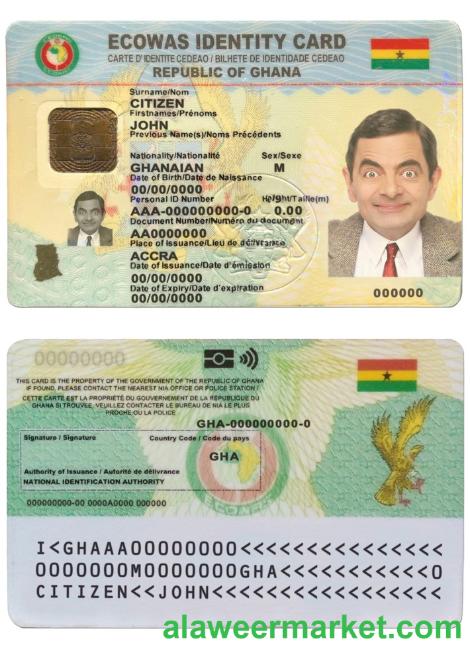 ECOWAS IDENTITY CARD
CARTE D'IDENTITE CEDEAO / BILHETE DE IDENTIDADE CEDEAO
REPUBLIC OF GHANA
Surname/Nom
CITIZEN
Firstnames/Prénoms
JOHN
Previous Name(s)/Noms Précédents
Nationality/Nationalité Sex/Sexe
GHANAIAN M
Date of Birth/Date de Naissance
00/00/0000
Personal ID Number Height/Taille(m)
AAA-000000000-0 0.00
Document Number/Numéro du document
AA0000000
Place of Issuance/Lieu de délivrance
ACCRA
Date of Issuance/Date d'émission
00/00/0000
Date of Expiry/Date d'expiration
00/00/0000
000000
00000000
THIS CARD IS THE PROPERTY OF THE GOVERNMENT OF THE REPUBLIC OF GHANA
IF FOUND, PLEASE CONTACT THE NEAREST NIA OFFICE OR POLICE STATION
CETTE CARTE EST LA PROPRIÉTÉ DU GOUVERNEMENT DE LA RÉPUBLIQUE DU
GHANA SI TROUVÉE, VEUILLEZ CONTACTER LE BUREAU DE NIA LE PLUS
PROCHE OU LA POLICE
GHA-000000000-0
Signature / Signature Country Code / Code du pays
GHA
Authority of Issuance / Autorité de délivrance
NATIONAL IDENTIFICATION AUTHORITY
000000000-00 0000A0000 000000
I<GHAAA0000000<<<<<<<<<<<<<<<<
0000000M0000000GHA<<<<<<<<<<<0
CITIZEN<<JOHN<<<<<<<<<<<<<<<<<
alaweermarket.com